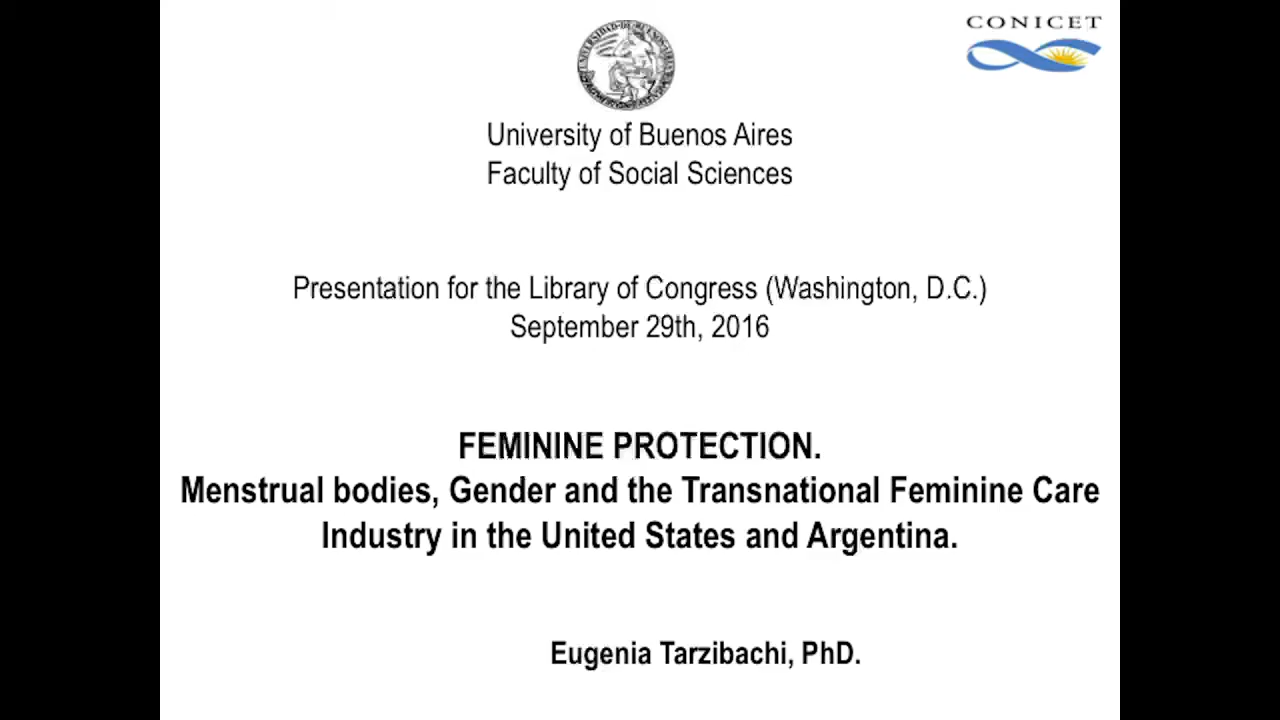 CONICET
University of Buenos Aires
Faculty of Social Sciences
Presentation for the Library of Congress (Washington, D.C.)
September 29th, 2016
FEMININE PROTECTION.
Menstrual bodies, Gender and the Transnational Feminine Care
Industry in the United States and Argentina.
Eugenia Tarzibachi, PhD.